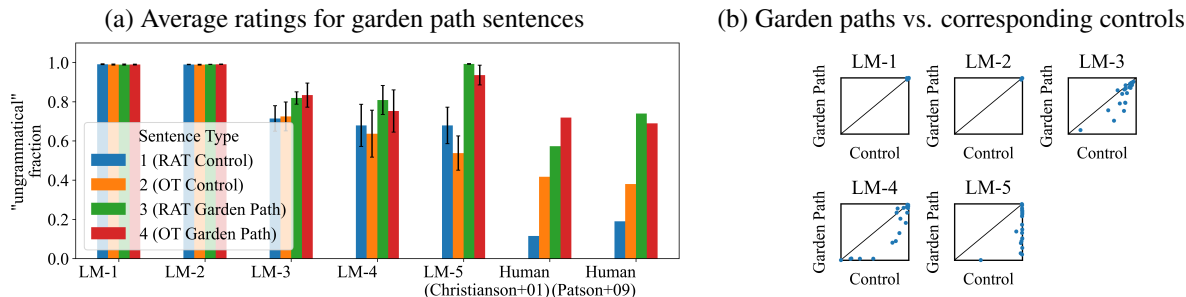 (a) Average ratings for garden path sentences
"ungrammatical"
fraction
1.0
0.8
0.6
0.4
0.2
0.0
Sentence Type
1 (RAT Control)
2 (OT Control)
3 (RAT Garden Path)
4 (OT Garden Path)
LM-1
LM-2
LM-3
LM-4
LM-5
Human
(Christianson+01)
Human
(Patson+09)
(b) Garden paths vs. corresponding controls
LM-1
Garden Path
LM-2
Garden Path
LM-3
Garden Path
Control
Control
Control
LM-4
Garden Path
Control
LM-5
Garden Path
Control